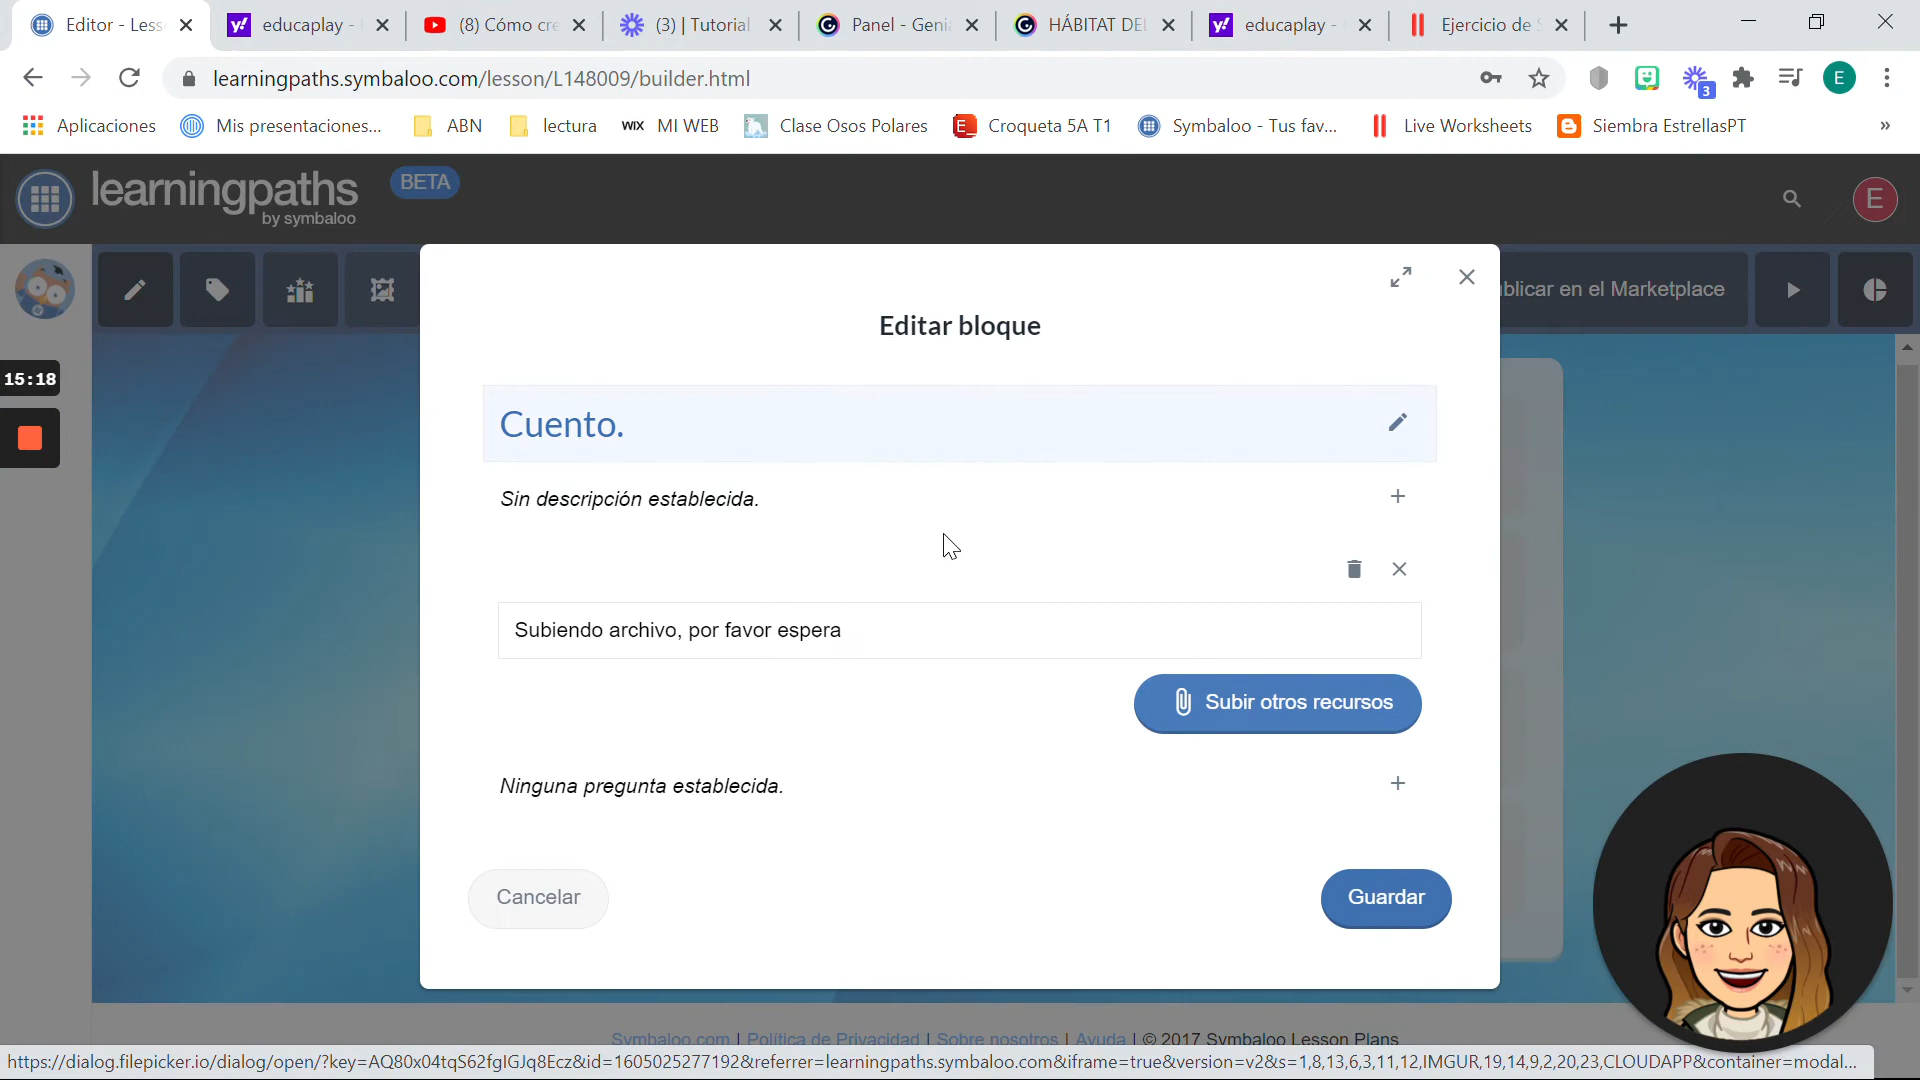 Editor - Less
educaplay -
(8) Cómo cre
(3) | Tutorial
Panel - Genia
HÁBITAT DEL
educaplay -
Ejercicio de S
learningpaths.symbaloo.com/lesson/L148009/builder.html
3
E
Aplicaciones
Mis presentaciones...
ABN
lectura
WIX MI WEB
Clase Osos Polares
Croqueta 5A T1
Symbaloo - Tus fav...
Live Worksheets
Siembra EstrellasPT
»
learningpaths
by symbaloo
BETA
E
blicar en el Marketplace
15:18
Editar bloque
Cuento.
Sin descripción establecida.
Subiendo archivo, por favor espera
Subir otros recursos
Ninguna pregunta establecida.
Cancelar
Guardar
Symbaloo.com | Política de Privacidad | Sobre nosotros | Ayuda | © 2017 Symbaloo Lesson Plans
https://dialog.filepicker.io/dialog/open/?key=AQ80x04tqS62fgIGJq8Ecz&id=1605025277192&referrer=learningpaths.symbaloo.com&iframe=true&version=v2&s=1,8,13,6,3,11,12,IMGUR,19,14,9,2,20,23,CLOUDAPP&container=modal...